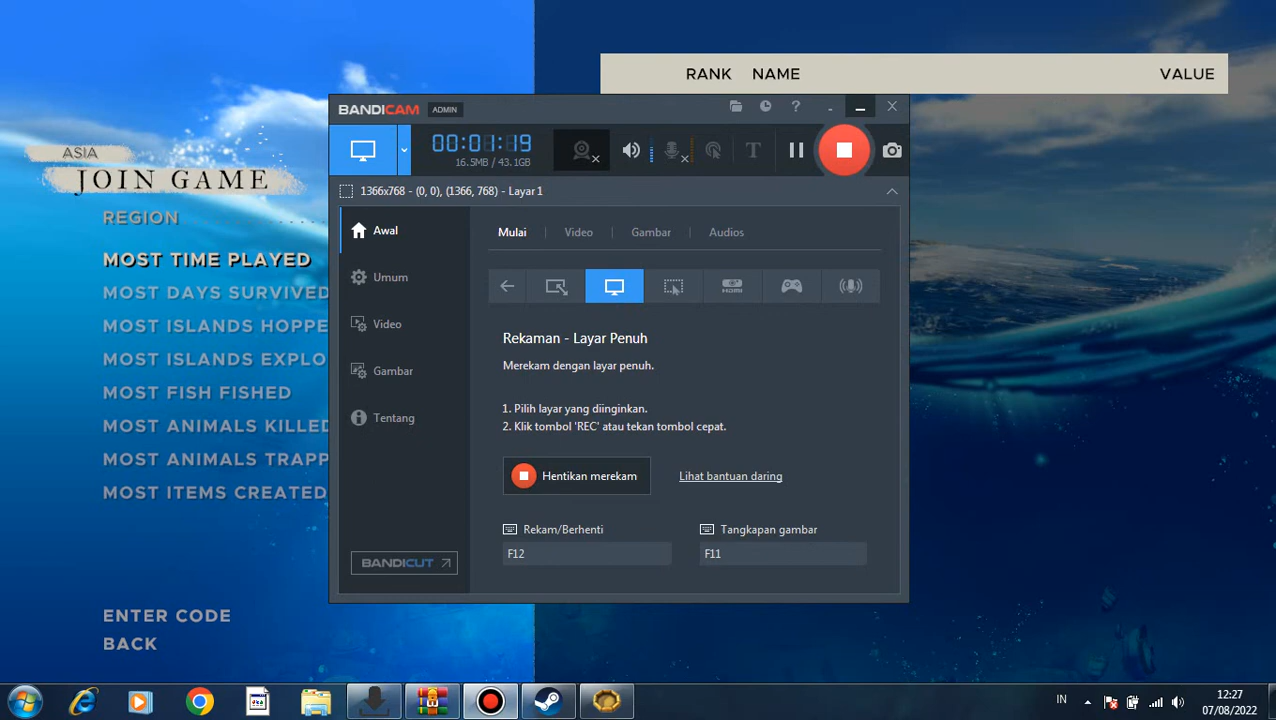 RANK NAME VALUE
ASIA
JOIN GAME
REGION
MOST TIME PLAYED
MOST DAYS SURVIVED
MOST ISLANDS HOPPE
MOST ISLANDS EXPLO
MOST FISH FISHED
MOST ANIMALS KILLED
MOST ANIMALS TRAPP
MOST ITEMS CREATED
ENTER CODE
BACK
BANDICAM ADMIN
00:01:19
16.5MB / 43.1GB
T
1366x768 - (0, 0), (1366, 768) - Layar 1
Awal
Umum
Video
Gambar
Tentang
BANDICUT
Mulai Video Gambar Audios
HDMI
Rekaman - Layar Penuh
Merekam dengan layar penuh.
1. Pilih layar yang diinginkan.
2. Klik tombol 'REC' atau tekan tombol cepat.
Hentikan merekam Lihat bantuan daring
Rekam/Berhenti Tangkapan gambar
F12 F11
IN
12:27
07/08/2022